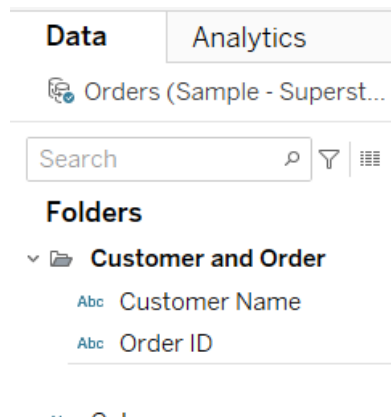 Data Analytics
Orders (Sample - Superst...
Search
Folders
Customer and Order
Abc Customer Name
Abc Order ID